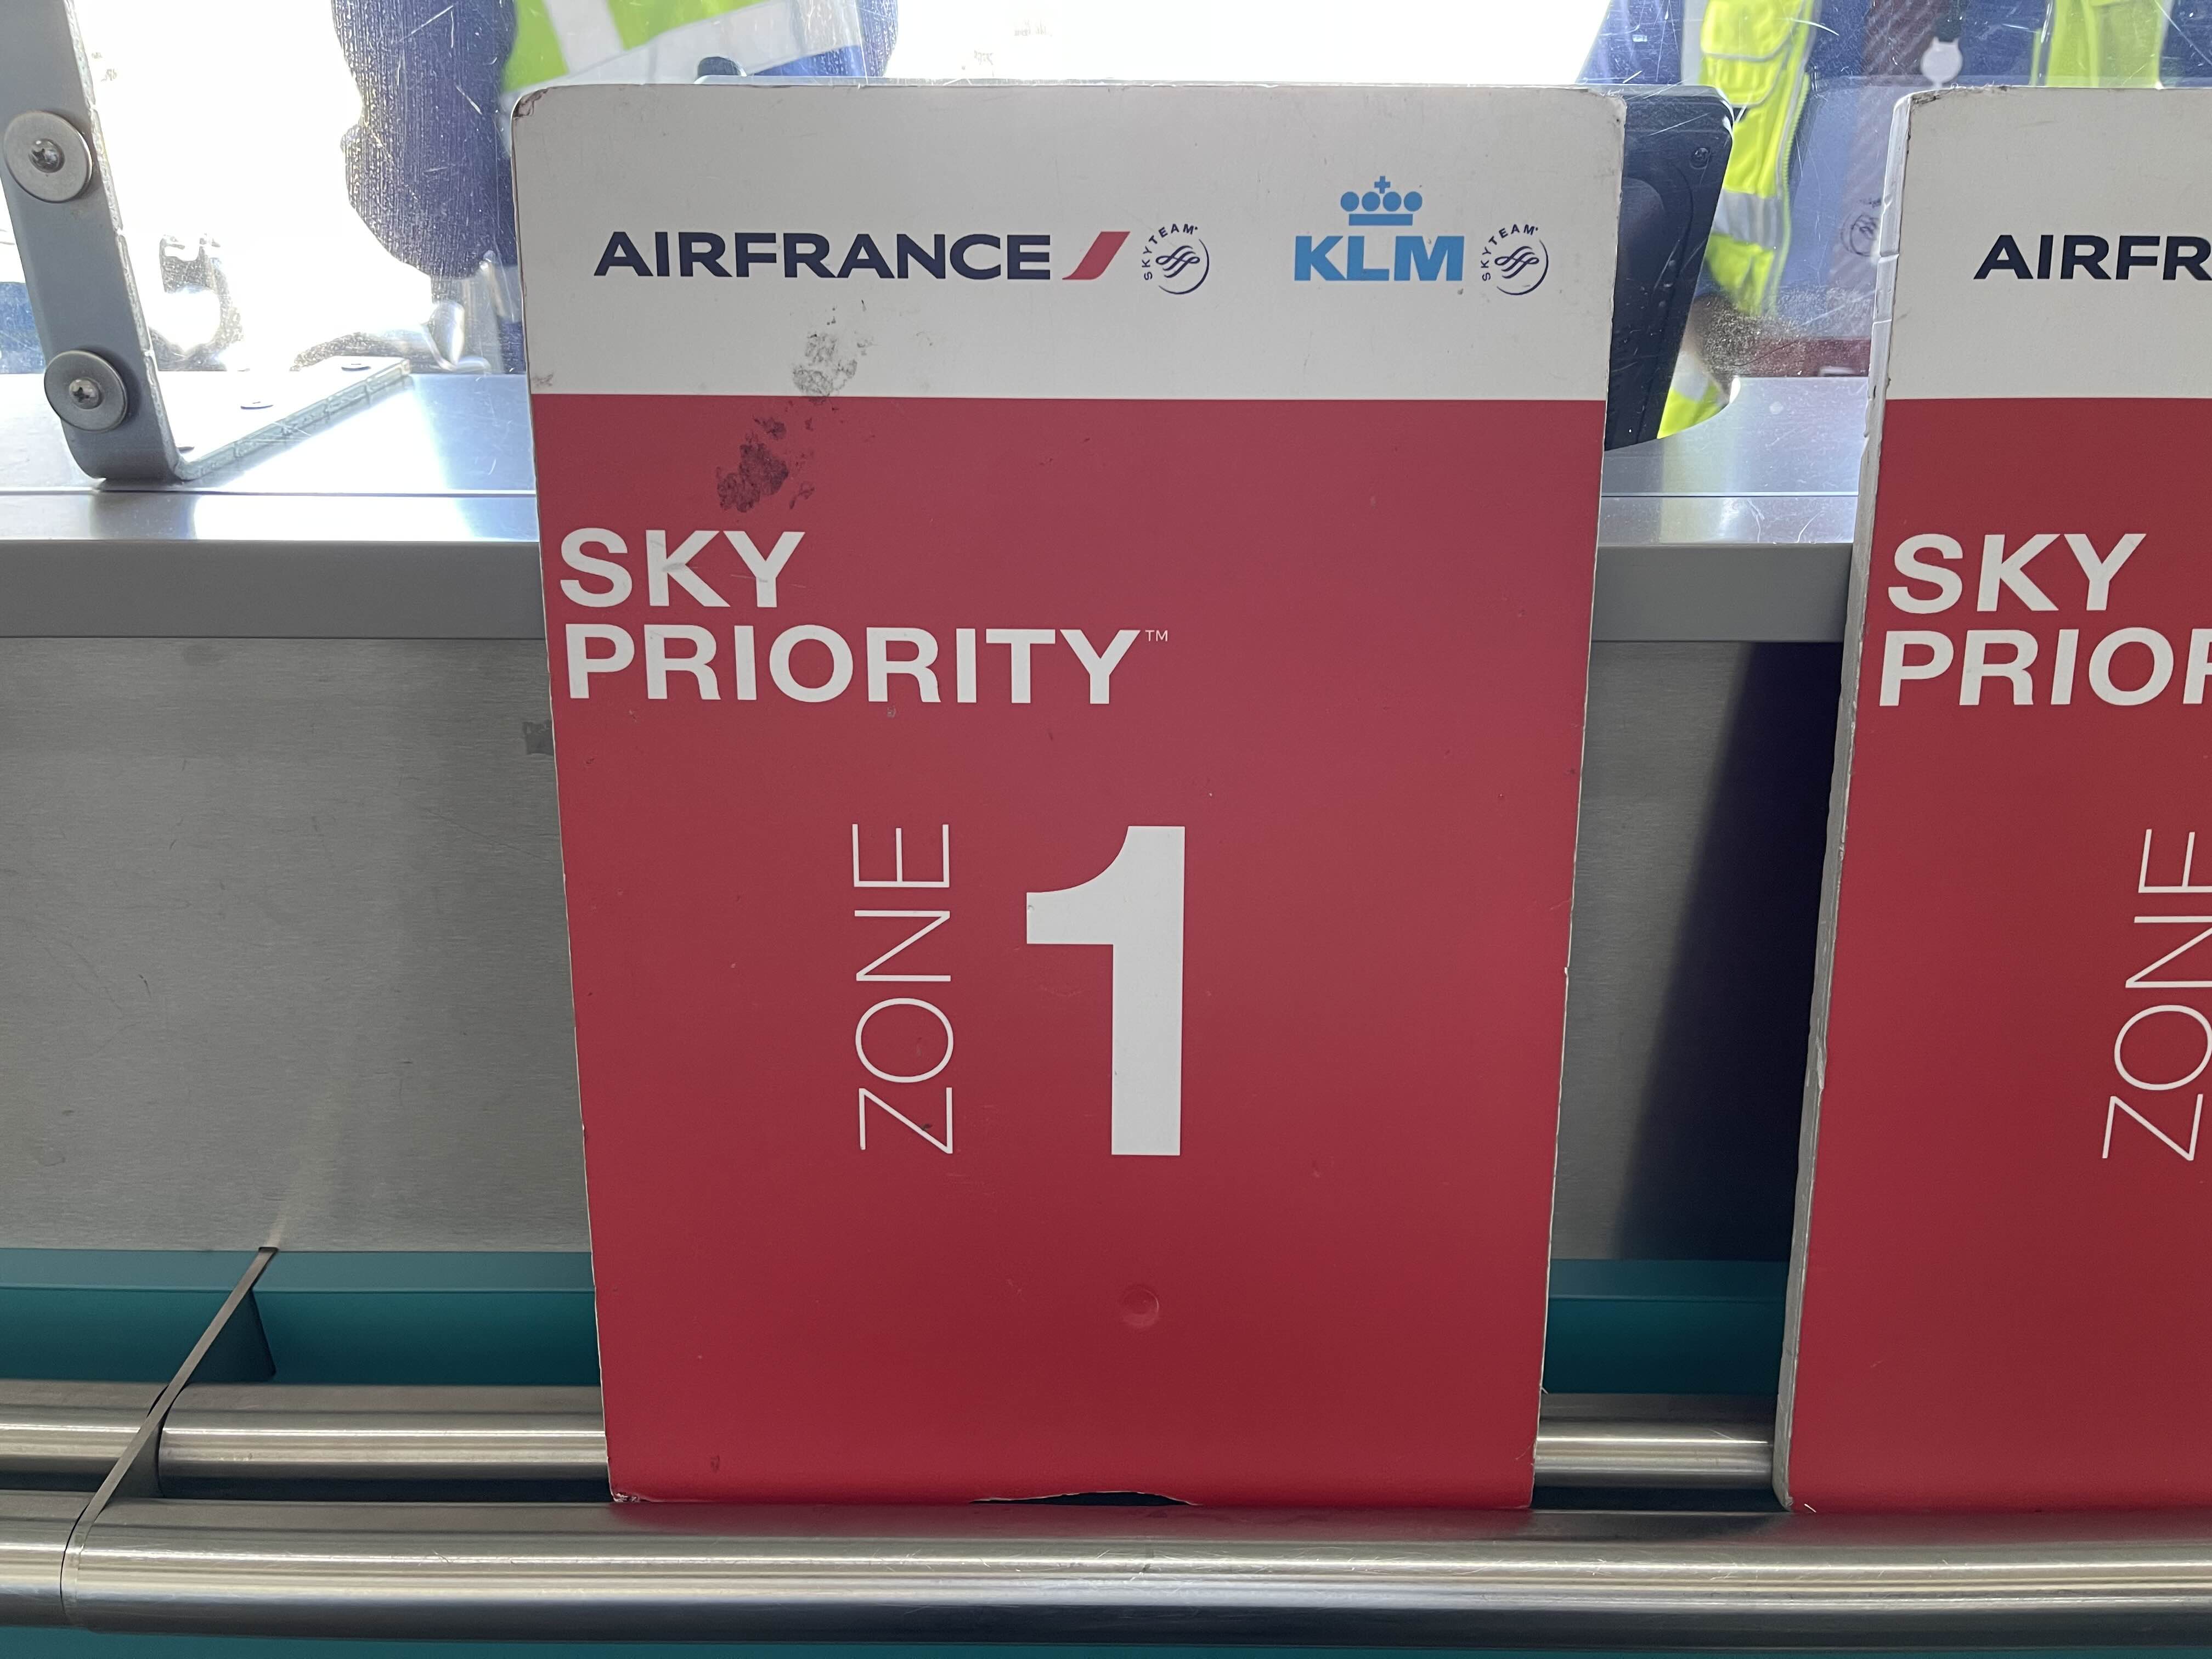 AIRFRANCE SKYTEAM KLM SKYTEAM
SKY
PRIORITY™
ZONE 1
AIRFR
SKY
PRIOR
ZONE